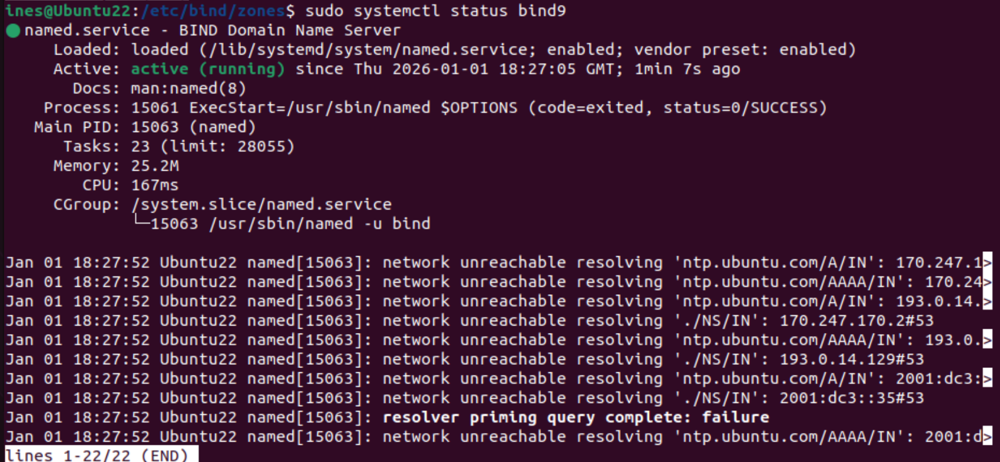 ines@Ubuntu22:/etc/bind/zones$ sudo systemctl status bind9
● named.service - BIND Domain Name Server
     Loaded: loaded (/lib/systemd/system/named.service; enabled; vendor preset: enabled)
     Active: active (running) since Thu 2026-01-01 18:27:05 GMT; 1min 7s ago
       Docs: man:named(8)
    Process: 15061 ExecStart=/usr/sbin/named $OPTIONS (code=exited, status=0/SUCCESS)
   Main PID: 15063 (named)
      Tasks: 23 (limit: 28055)
     Memory: 25.2M
        CPU: 167ms
     CGroup: /system.slice/named.service
             └─15063 /usr/sbin/named -u bind

Jan 01 18:27:52 Ubuntu22 named[15063]: network unreachable resolving 'ntp.ubuntu.com/A/IN': 170.247.1>
Jan 01 18:27:52 Ubuntu22 named[15063]: network unreachable resolving 'ntp.ubuntu.com/AAAA/IN': 170.24>
Jan 01 18:27:52 Ubuntu22 named[15063]: network unreachable resolving 'ntp.ubuntu.com/A/IN': 193.0.14.>
Jan 01 18:27:52 Ubuntu22 named[15063]: network unreachable resolving './NS/IN': 170.247.170.2#53
Jan 01 18:27:52 Ubuntu22 named[15063]: network unreachable resolving 'ntp.ubuntu.com/AAAA/IN': 193.0.>
Jan 01 18:27:52 Ubuntu22 named[15063]: network unreachable resolving './NS/IN': 193.0.14.129#53
Jan 01 18:27:52 Ubuntu22 named[15063]: network unreachable resolving 'ntp.ubuntu.com/A/IN': 2001:dc3:>
Jan 01 18:27:52 Ubuntu22 named[15063]: network unreachable resolving './NS/IN': 2001:dc3::35#53
Jan 01 18:27:52 Ubuntu22 named[15063]: resolver priming query complete: failure
Jan 01 18:27:52 Ubuntu22 named[15063]: network unreachable resolving 'ntp.ubuntu.com/AAAA/IN': 2001:d>
lines 1-22/22 (END)